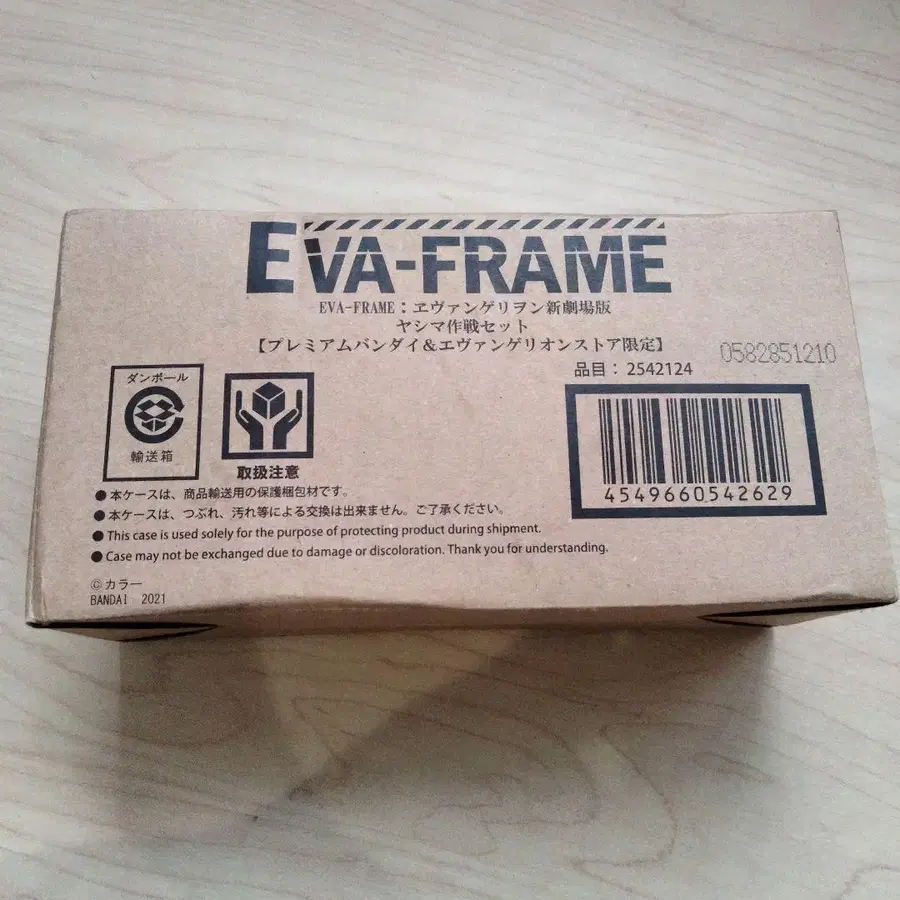 EVA-FRAME
EVA-FRAME：ヱヴァンゲリヲン新劇場版
ヤシマ作戦セット
【プレミアムバンダイ＆エヴァンゲリオンストア限定】
0582851210
品目：2542124
4549660542629
ダンボール
輸送箱
取扱注意
●本ケースは、商品輸送用の保護梱包材です。
●本ケースは、つぶれ、汚れ等による交換は出来ません。ご了承ください。
●This case is used solely for the purpose of protecting product during shipment.
●Case may not be exchanged due to damage or discoloration. Thank you for understanding.
©カラー
BANDAI 2021